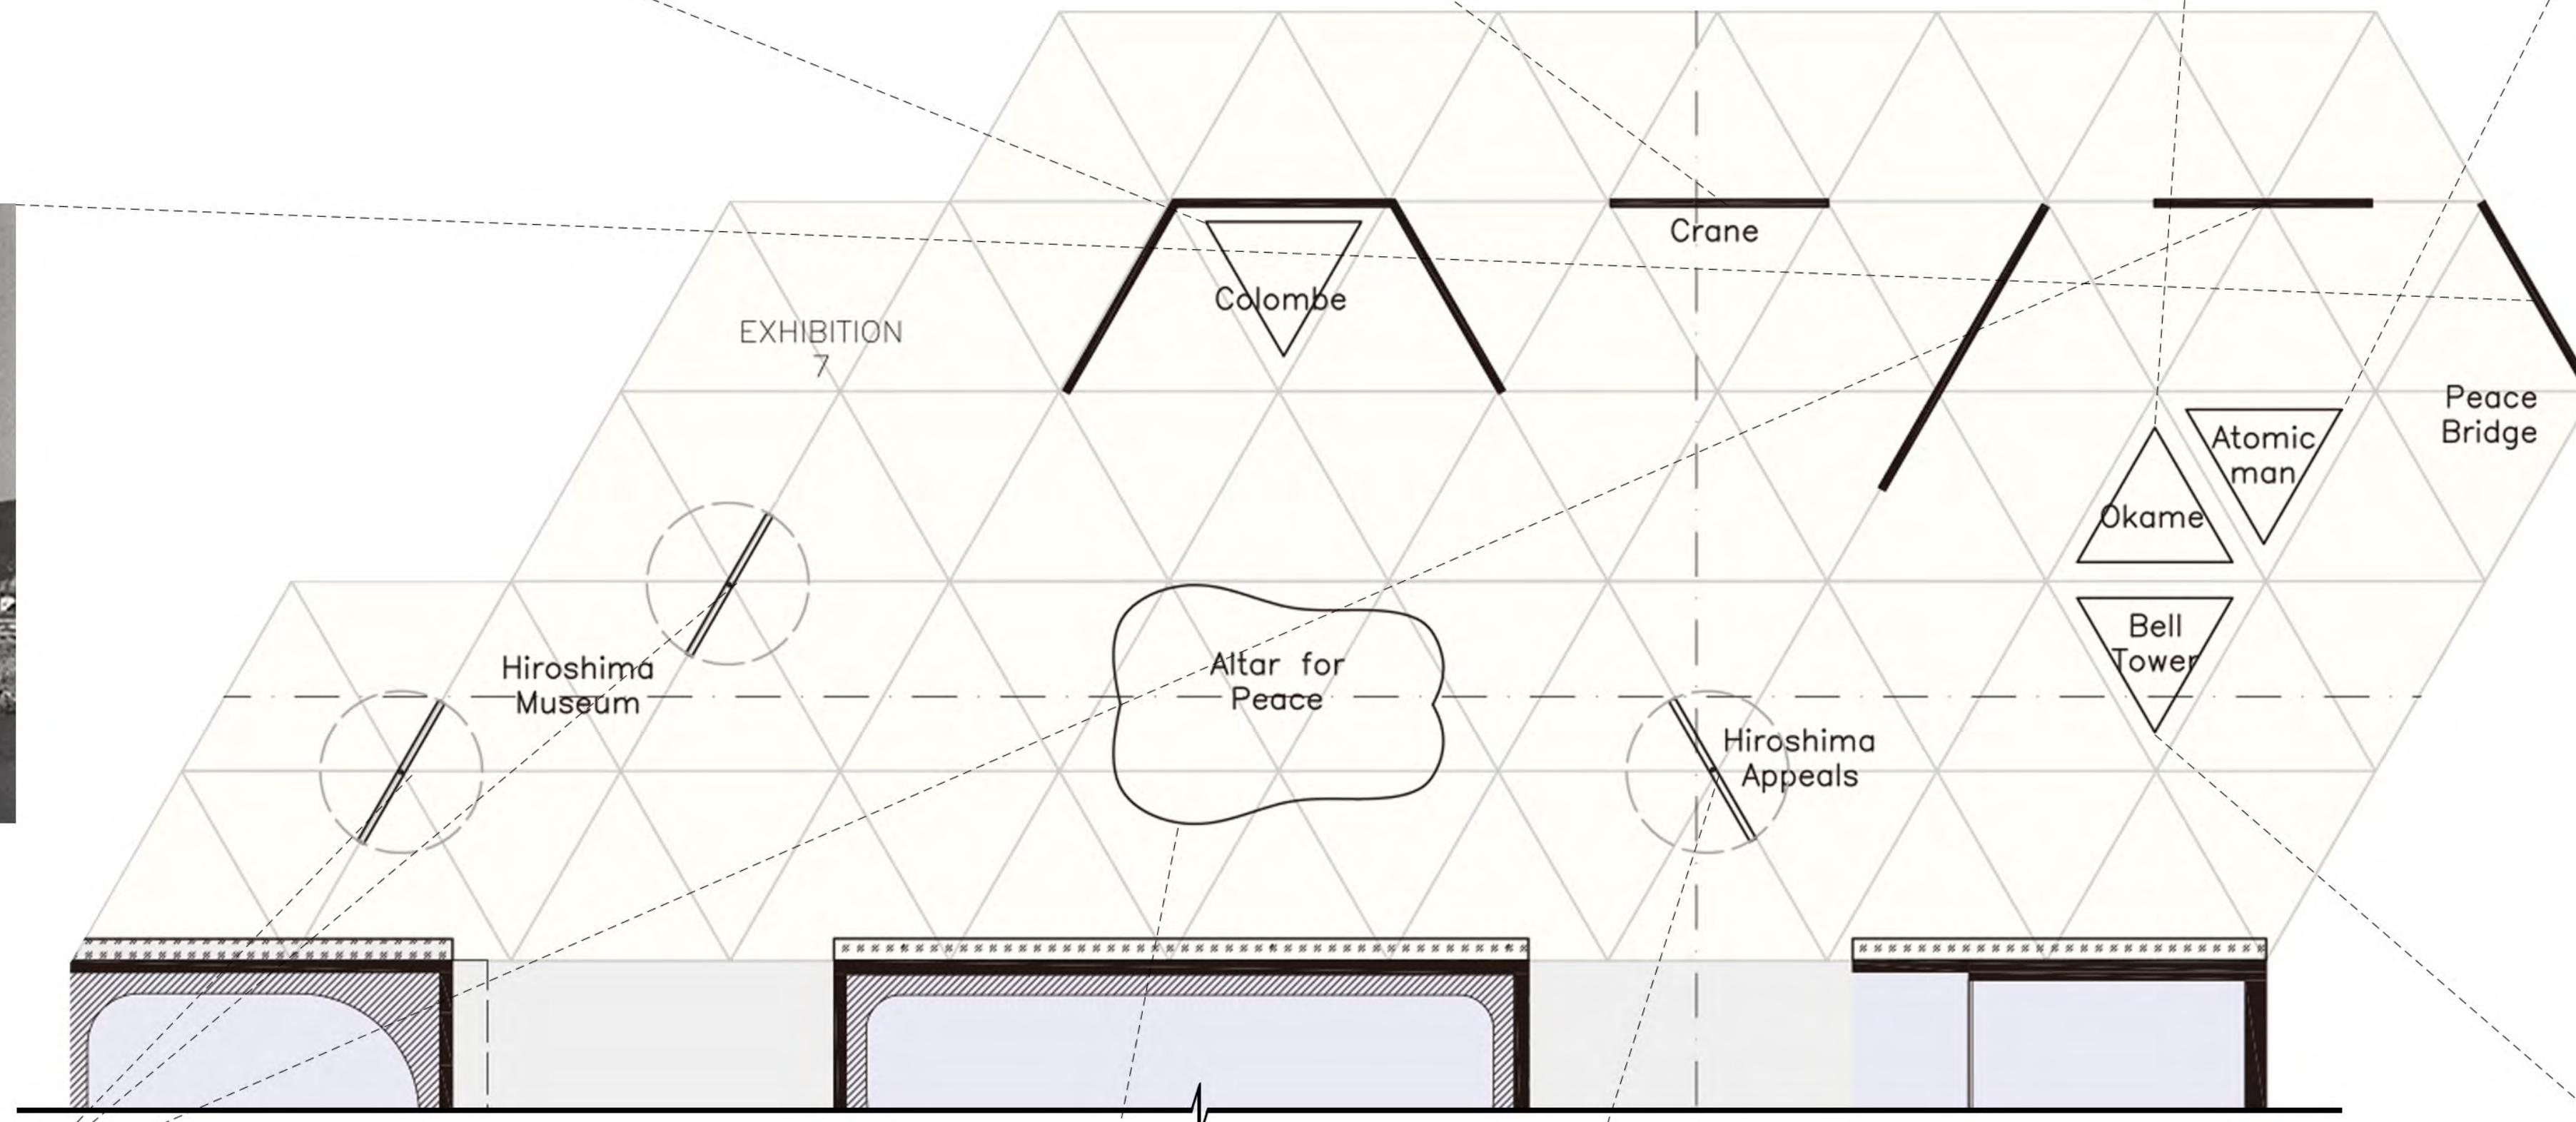 Crane
Colombe
EXHIBITION
7
Peace
Bridge
Atomic
man
Okame
Bell
Tower
Hiroshima
Museum
Altar for
Peace
Hiroshima
Appeals